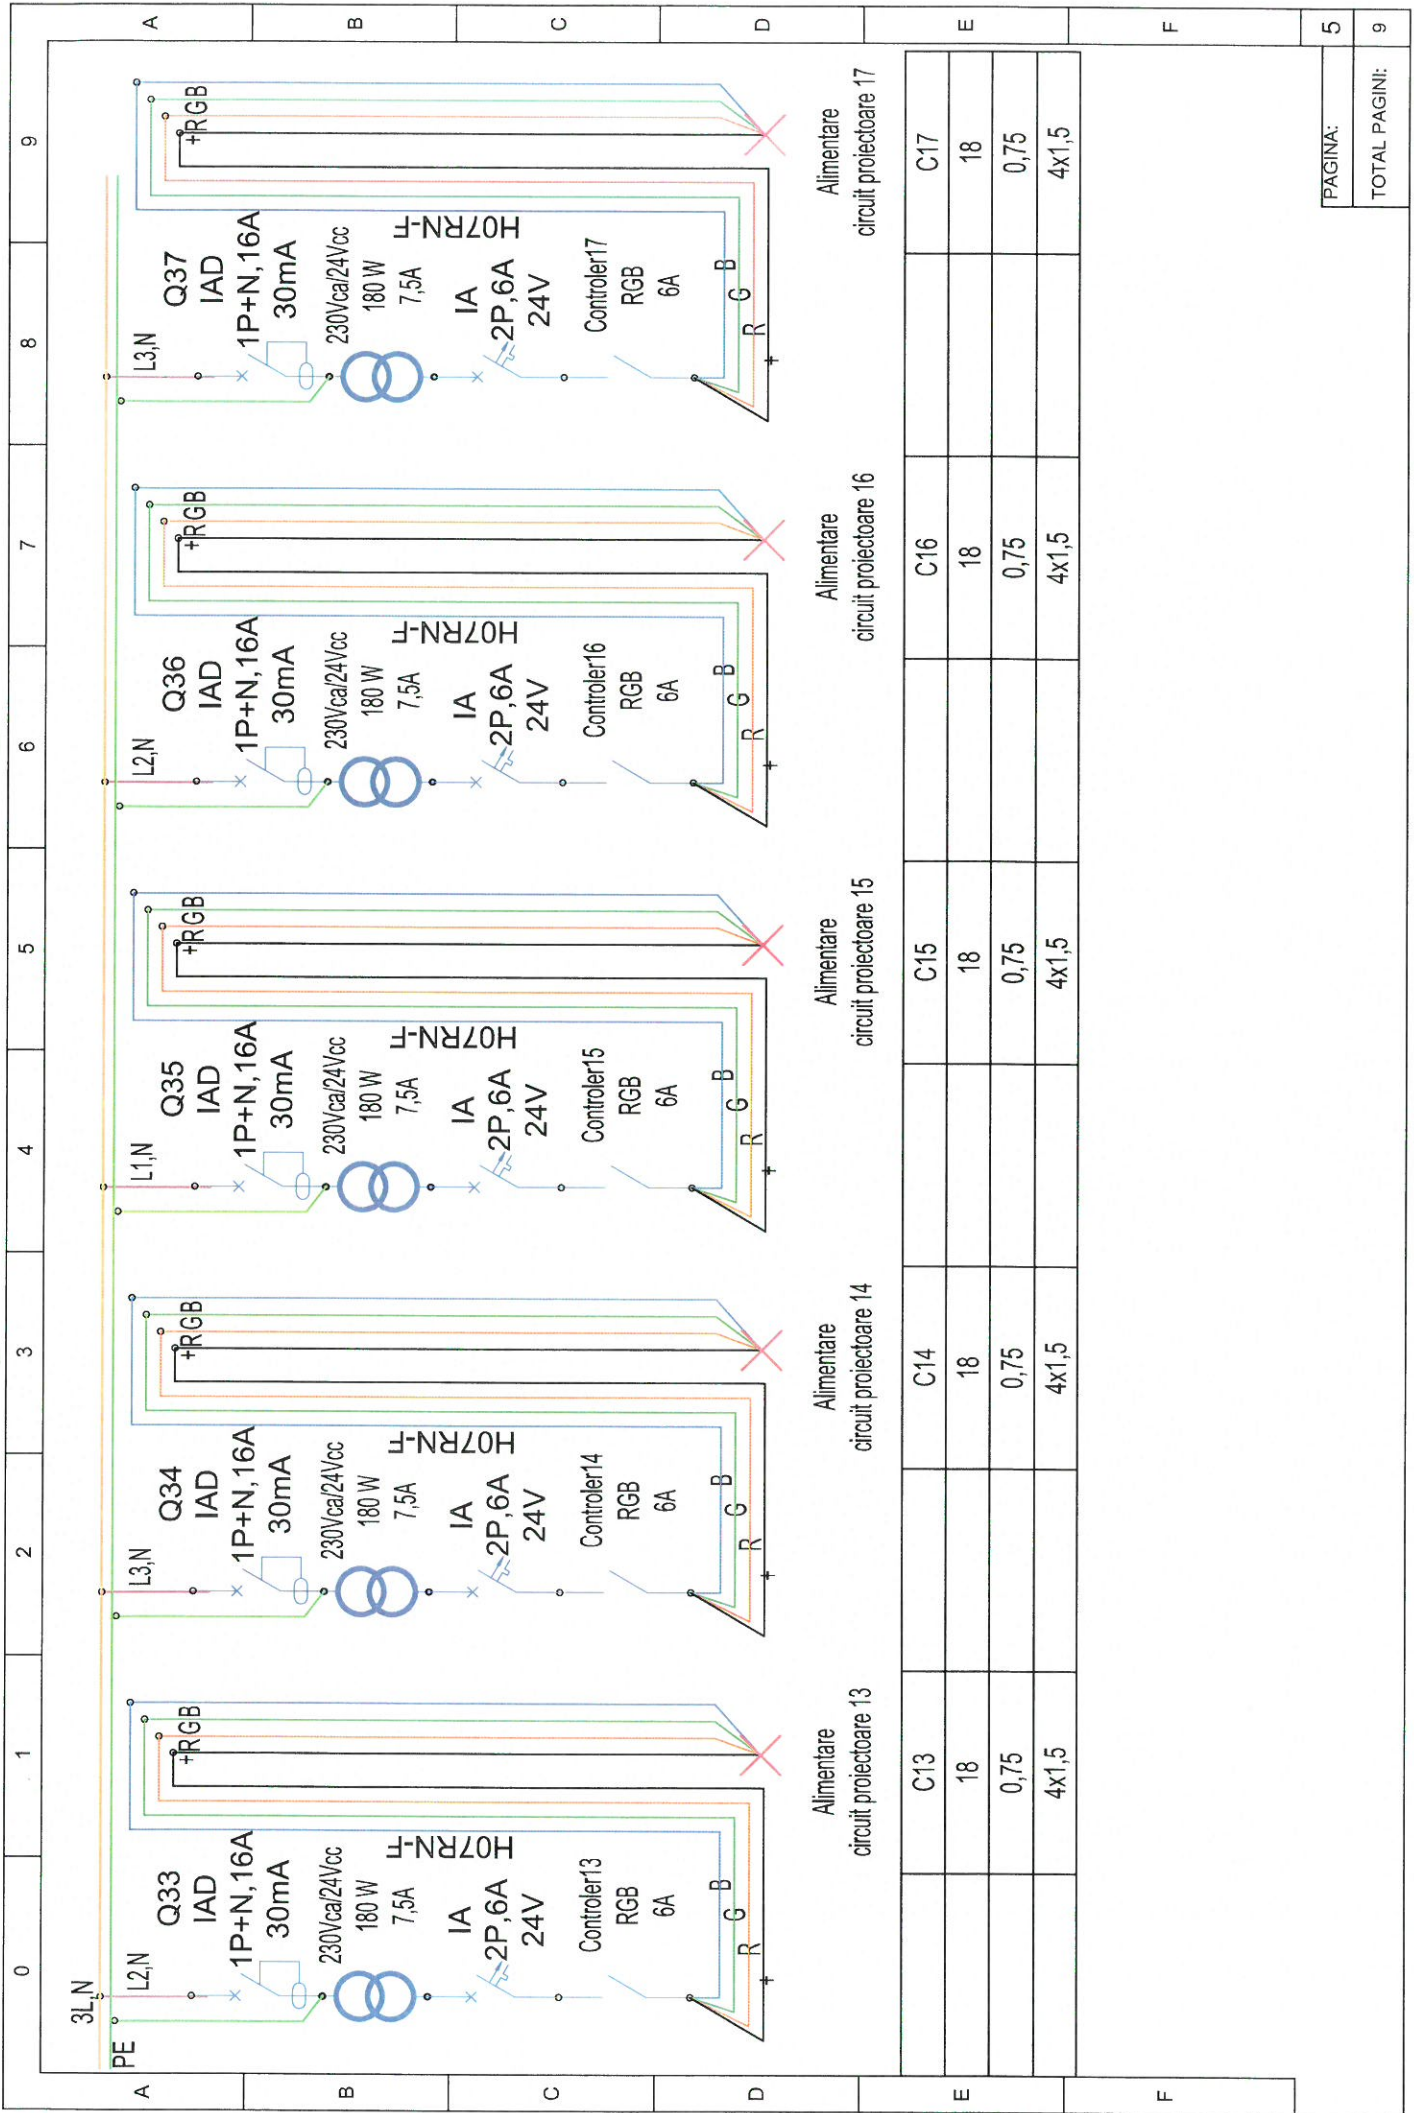 0 1 2 3 4 5 6 7 8 9
A
B
C
D
E
F
A
B
C
D
E
F
3L,N
PE
L2,N
Q33
IAD
1P+N,16A
30mA
230Vca/24Vcc
180 W
7,5A
H07RN-F
IA
2P,6A
24V
Controler13
RGB
6A
R G B
+
+RGB
Alimentare
circuit proiectoare 13
L3,N
Q34
IAD
1P+N,16A
30mA
230Vca/24Vcc
180 W
7,5A
H07RN-F
IA
2P,6A
24V
Controler14
RGB
6A
R G B
+
+RGB
Alimentare
circuit proiectoare 14
L1,N
Q35
IAD
1P+N,16A
30mA
230Vca/24Vcc
180 W
7,5A
H07RN-F
IA
2P,6A
24V
Controler15
RGB
6A
R G B
+
+RGB
Alimentare
circuit proiectoare 15
L2,N
Q36
IAD
1P+N,16A
30mA
230Vca/24Vcc
180 W
7,5A
H07RN-F
IA
2P,6A
24V
Controler16
RGB
6A
R G B
+
+RGB
Alimentare
circuit proiectoare 16
L3,N
Q37
IAD
1P+N,16A
30mA
230Vca/24Vcc
180 W
7,5A
H07RN-F
IA
2P,6A
24V
Controler17
RGB
6A
R G B
+
+RGB
Alimentare
circuit proiectoare 17
C13 C14 C15 C16 C17
18 18 18 18 18
0,75 0,75 0,75 0,75 0,75
4x1,5 4x1,5 4x1,5 4x1,5 4x1,5
PAGINA: 5
TOTAL PAGINI: 9